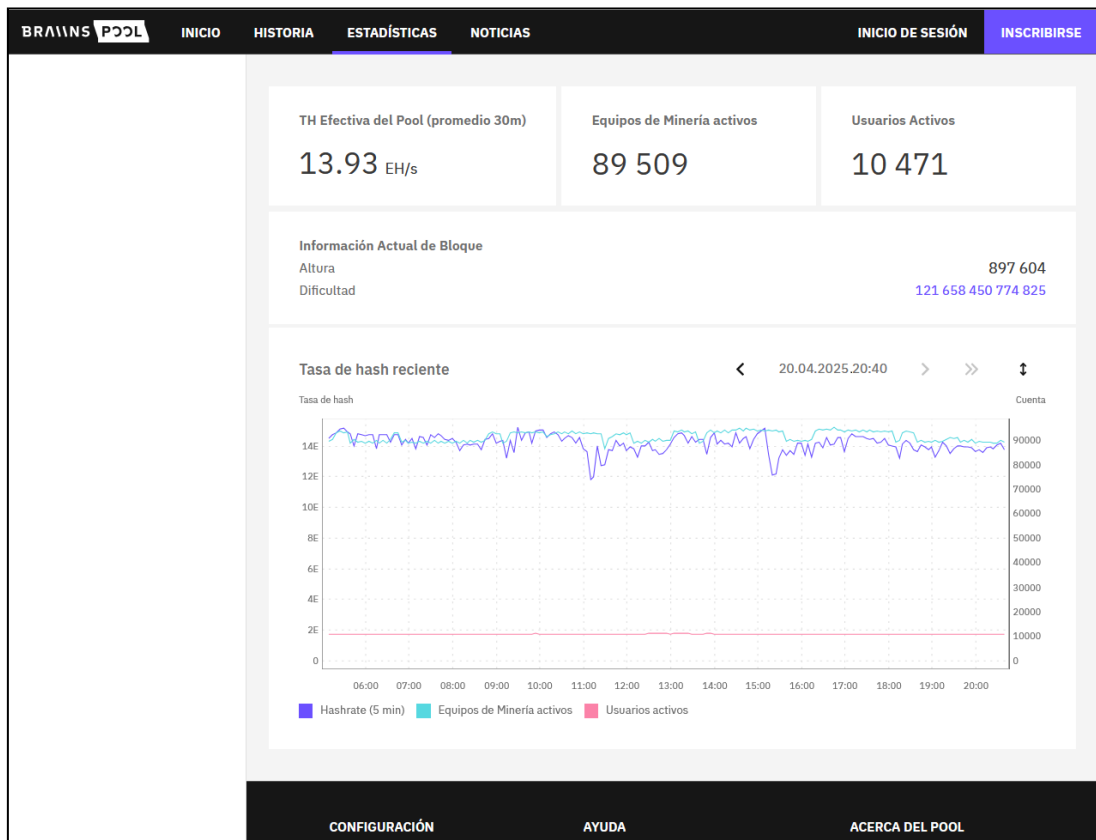 BRAIINS POOL INICIO HISTORIA ESTADÍSTICAS NOTICIAS INICIO DE SESIÓN INSCRIBIRSE
TH Efectiva del Pool (promedio 30m) Equipos de Minería activos Usuarios Activos
13.93 EH/s 89 509 10 471
Información Actual de Bloque
Altura 897 604
Dificultad 121 658 450 774 825
Tasa de hash reciente 20.04.2025.20:40
Tasa de hash Cuenta
14E 90000
12E 80000
70000
10E
60000
8E 50000
6E 40000
30000
4E
20000
2E 10000
0 0
06:00 07:00 08:00 09:00 10:00 11:00 12:00 13:00 14:00 15:00 16:00 17:00 18:00 19:00 20:00
Hashrate (5 min) Equipos de Minería activos Usuarios activos
CONFIGURACIÓN AYUDA ACERCA DEL POOL